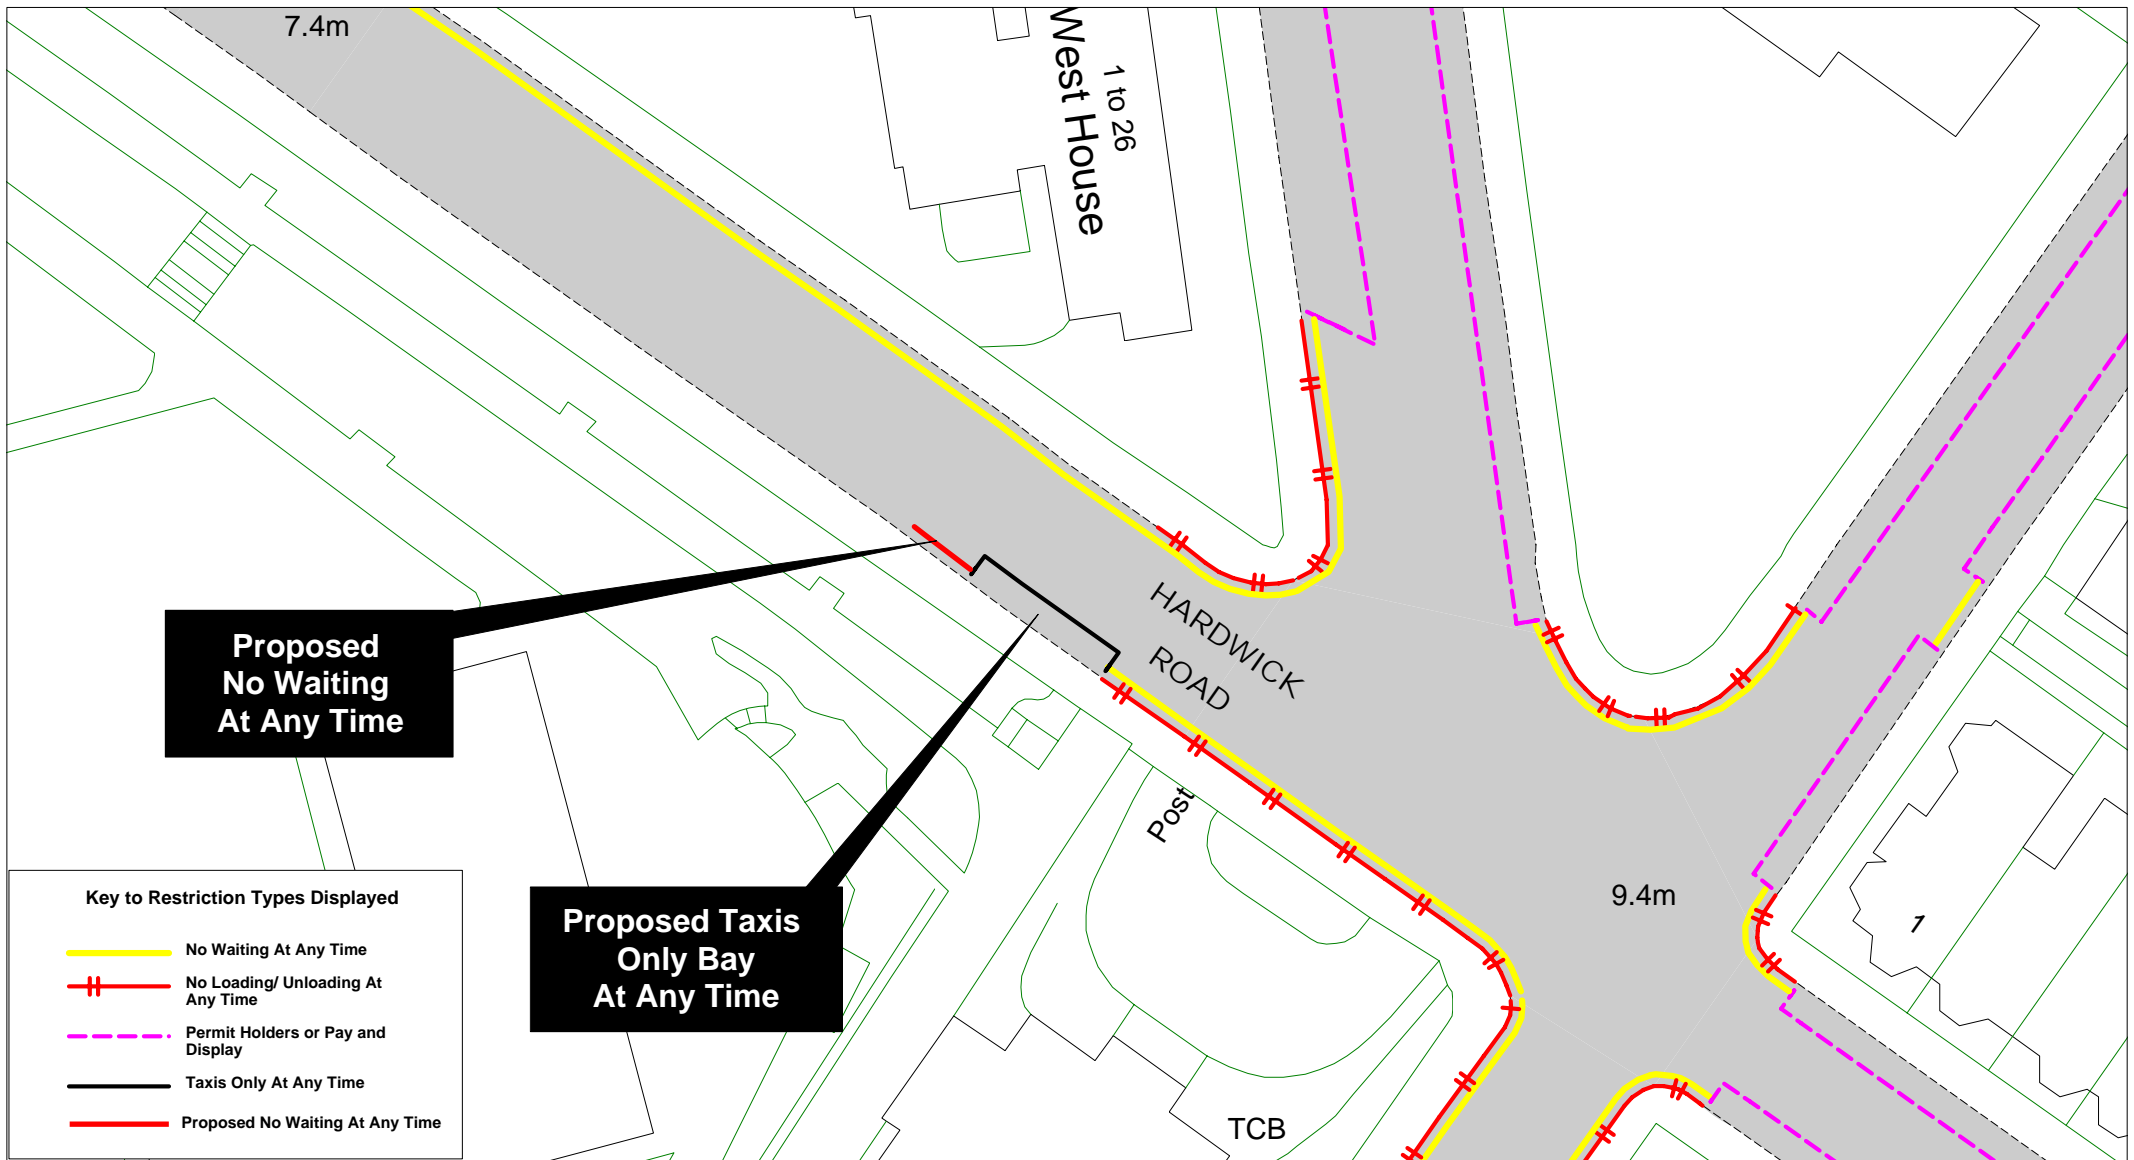 7.4m
1 to 26
West House
HARDWICK
ROAD
Proposed
No Waiting
At Any Time
Post
Proposed Taxis
Only Bay
At Any Time
9.4m
1
TCB
Key to Restriction Types Displayed
No Waiting At Any Time
No Loading/ Unloading At
Any Time
Permit Holders or Pay and
Display
Taxis Only At Any Time
Proposed No Waiting At Any Time